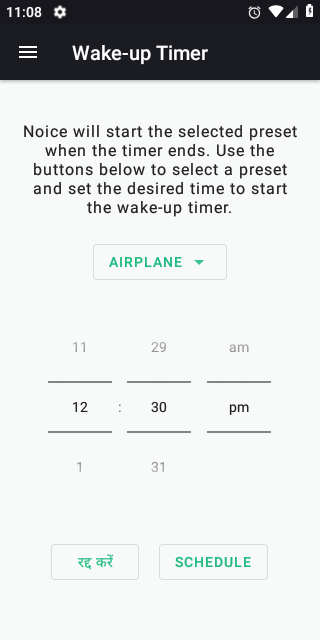 11:08
Wake-up Timer
Noice will start the selected preset
when the timer ends. Use the
buttons below to select a preset
and set the desired time to start
the wake-up timer.
AIRPLANE
11 29 am
12 : 30 pm
1 31
रद्द करें SCHEDULE